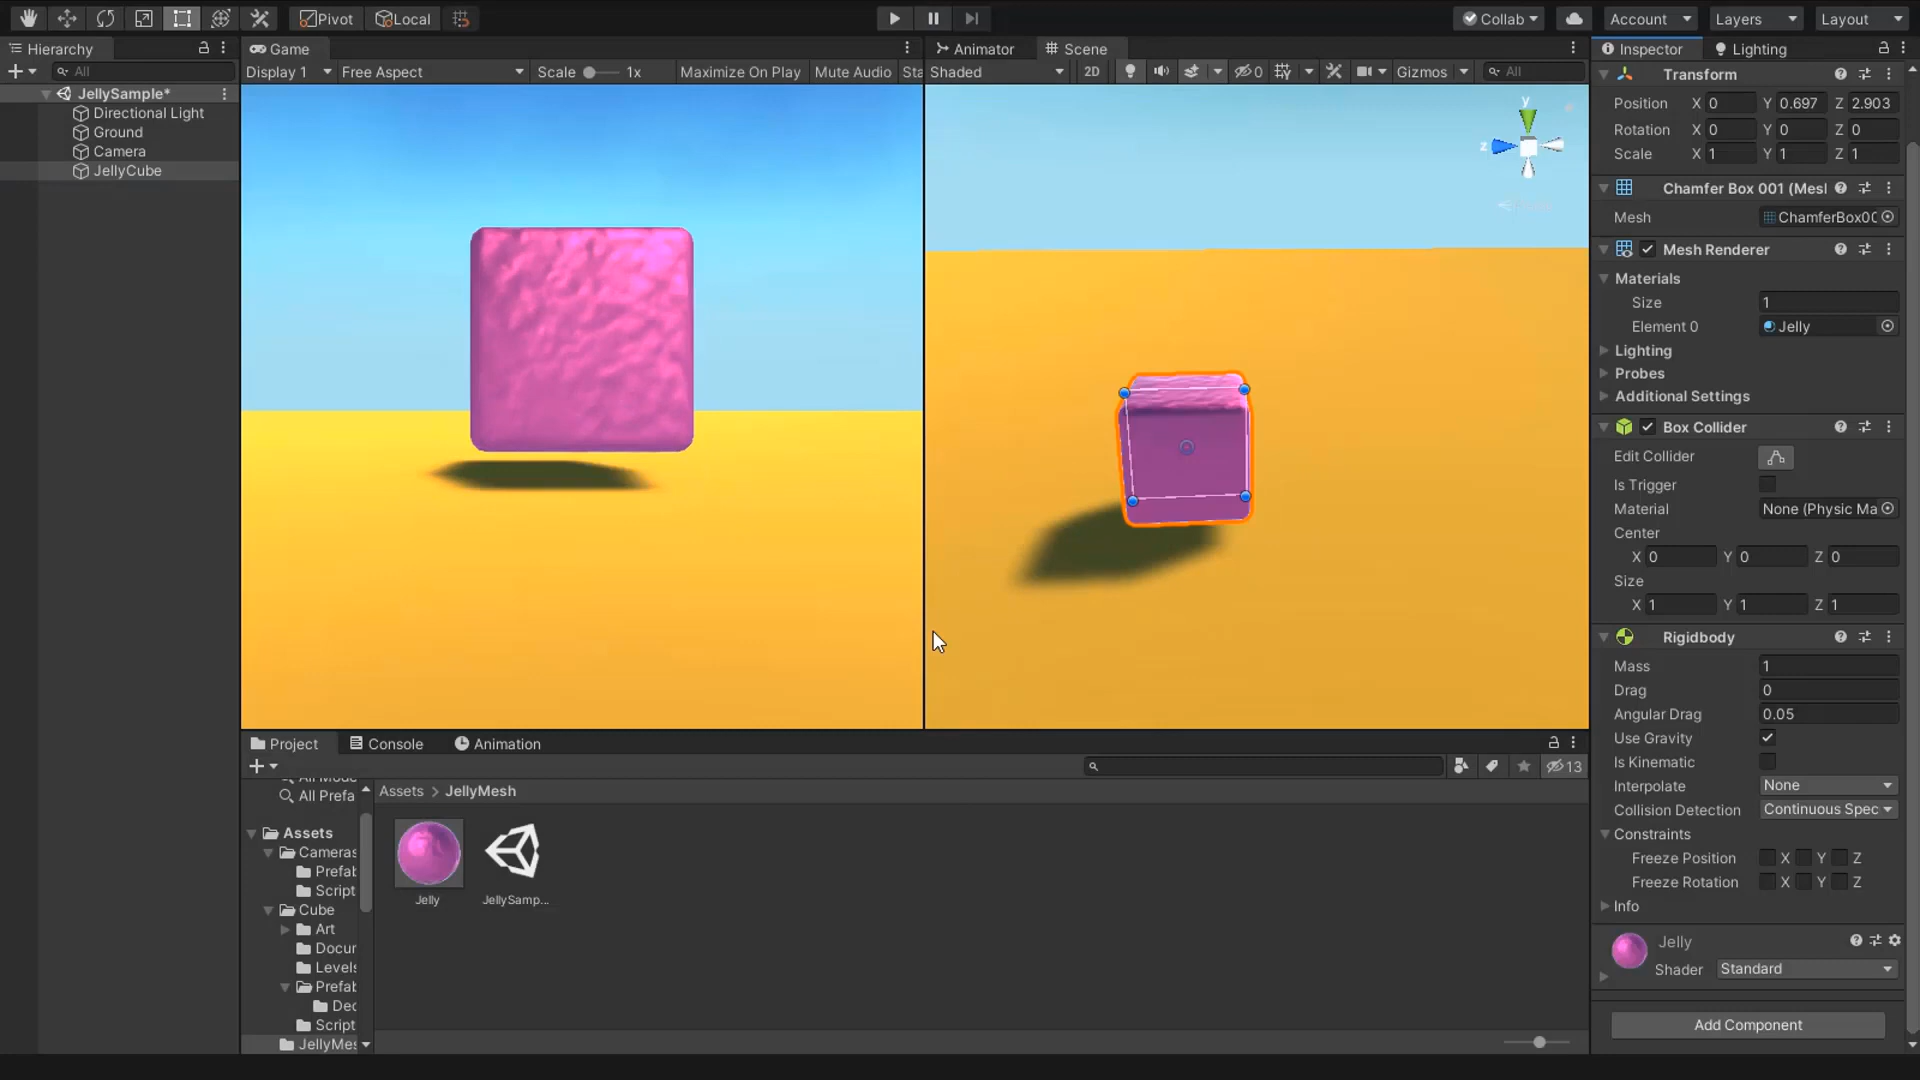 Pivot Local Collab Account Layers Layout
Hierarchy
All
JellySample*
Directional Light
Ground
Camera
JellyCube
Game
Display 1 Free Aspect Scale 1x Maximize On Play Mute Audio Sta
Animator Scene
Shaded 2D 0 Gizmos All
y
z
Project Console Animation
13
All Prefa
Assets
Cameras
Prefab
Script
Cube
Art
Docur
Levels
Prefab
Dec
Script
JellyMes
Assets > JellyMesh
Jelly JellySamp...
Inspector Lighting
Transform
Position X 0 Y 0.697 Z 2.903
Rotation X 0 Y 0 Z 0
Scale X 1 Y 1 Z 1
Chamfer Box 001 (Mesl
Mesh ChamferBox0C
Mesh Renderer
Materials
Size 1
Element 0 Jelly
Lighting
Probes
Additional Settings
Box Collider
Edit Collider
Is Trigger
Material None (Physic Ma
Center
X 0 Y 0 Z 0
Size
X 1 Y 1 Z 1
Rigidbody
Mass 1
Drag 0
Angular Drag 0.05
Use Gravity
Is Kinematic
Interpolate None
Collision Detection Continuous Spec
Constraints
Freeze Position X Y Z
Freeze Rotation X Y Z
Info
Jelly
Shader Standard
Add Component